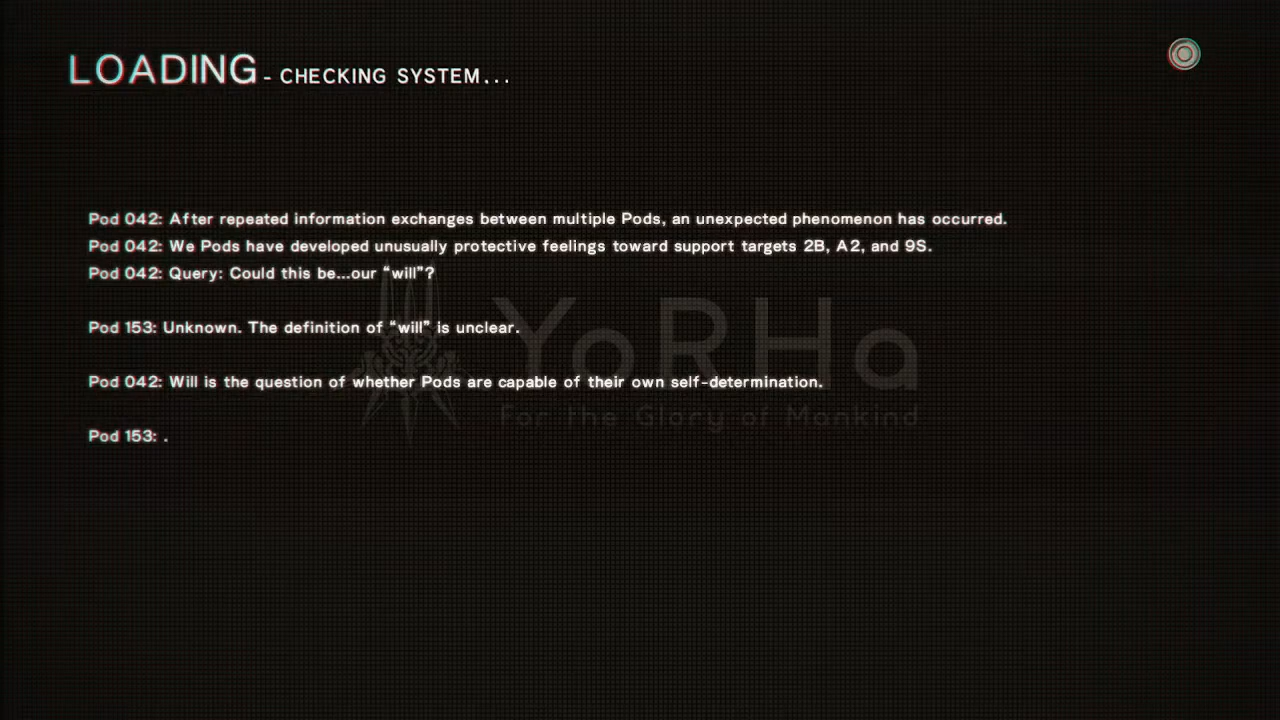 LOADING - CHECKING SYSTEM...
Pod 042: After repeated information exchanges between multiple Pods, an unexpected phenomenon has occurred.
Pod 042: We Pods have developed unusually protective feelings toward support targets 2B, A2, and 9S.
Pod 042: Query: Could this be...our “will”?
Pod 153: Unknown. The definition of “will” is unclear.
YoRHa
Pod 042: Will is the question of whether Pods are capable of their own self-determination.
For the Glory of Mankind
Pod 153: .